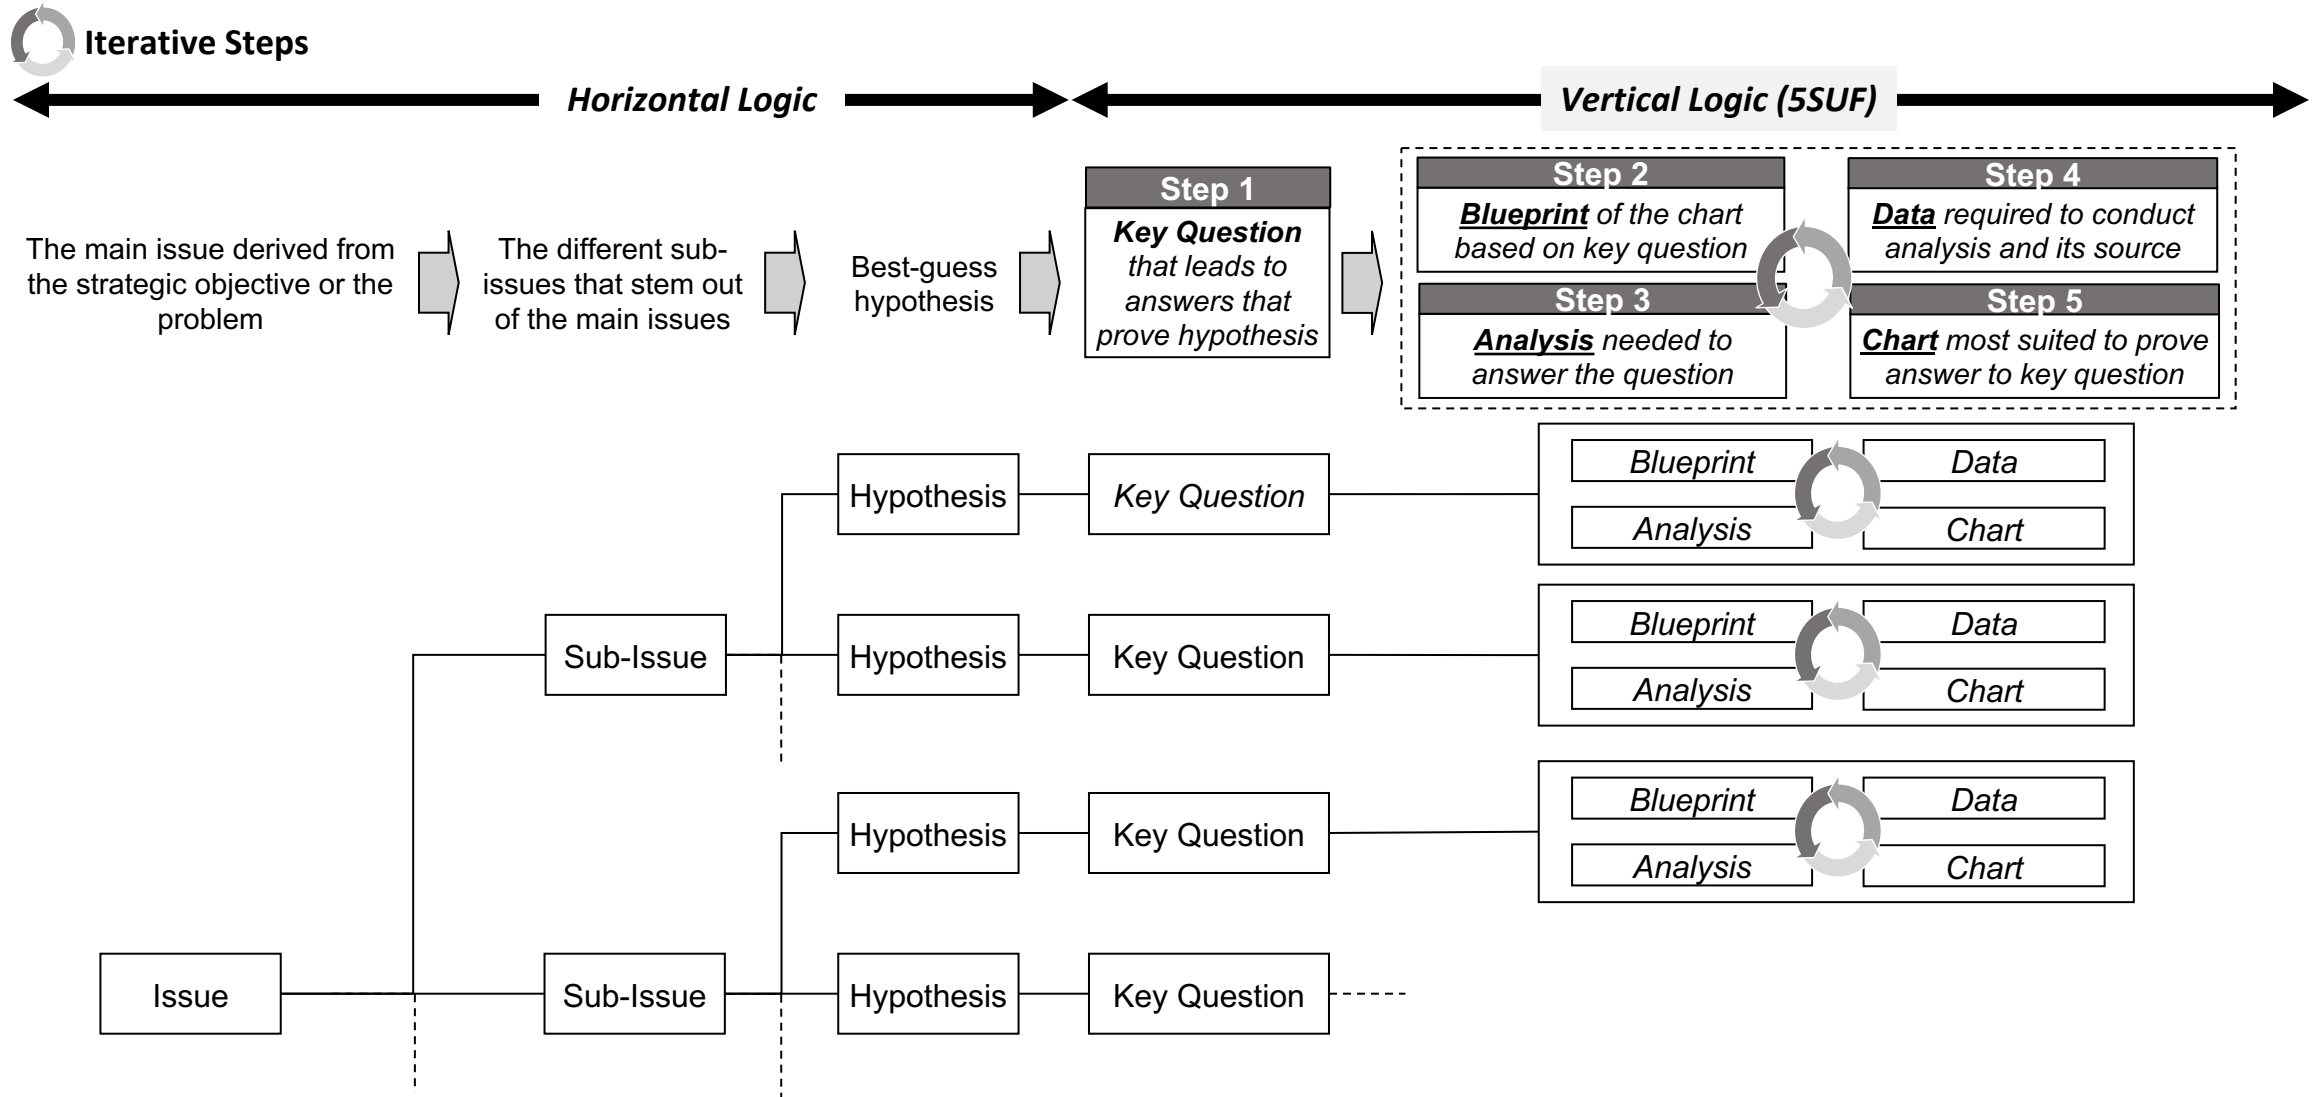 Iterative Steps
Horizontal Logic
Vertical Logic (5SUF)
The main issue derived from
the strategic objective or the
problem
The different sub-
issues that stem out
of the main issues
Best-guess
hypothesis
Step 1
Key Question
that leads to
answers that
prove hypothesis
Step 2
Blueprint of the chart
based on key question
Step 3
Analysis needed to
answer the question
Step 4
Data required to conduct
analysis and its source
Step 5
Chart most suited to prove
answer to key question
Hypothesis
Key Question
Blueprint
Data
Analysis
Chart
Sub-Issue
Hypothesis
Key Question
Blueprint
Data
Analysis
Chart
Hypothesis
Key Question
Blueprint
Data
Analysis
Chart
Issue
Sub-Issue
Hypothesis
Key Question